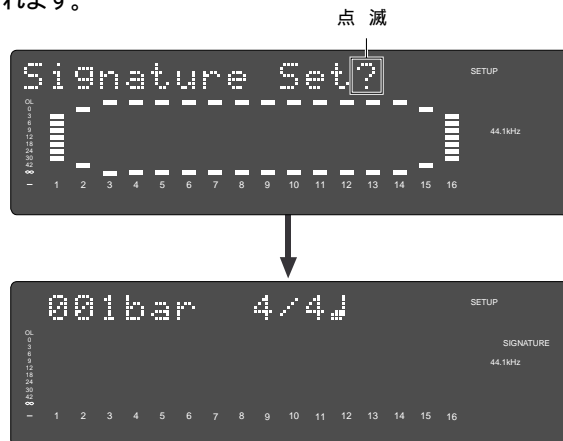 れます。
点 滅
Signature Set?
SETUP
OL
0
3
6
9
12
18
24
30
42
∞
44.1kHz
– 1 2 3 4 5 6 7 8 9 10 11 12 13 14 15 16
001bar 4/4♩
SETUP
SIGNATURE
OL
0
3
6
9
12
18
24
30
42
∞
44.1kHz
– 1 2 3 4 5 6 7 8 9 10 11 12 13 14 15 16